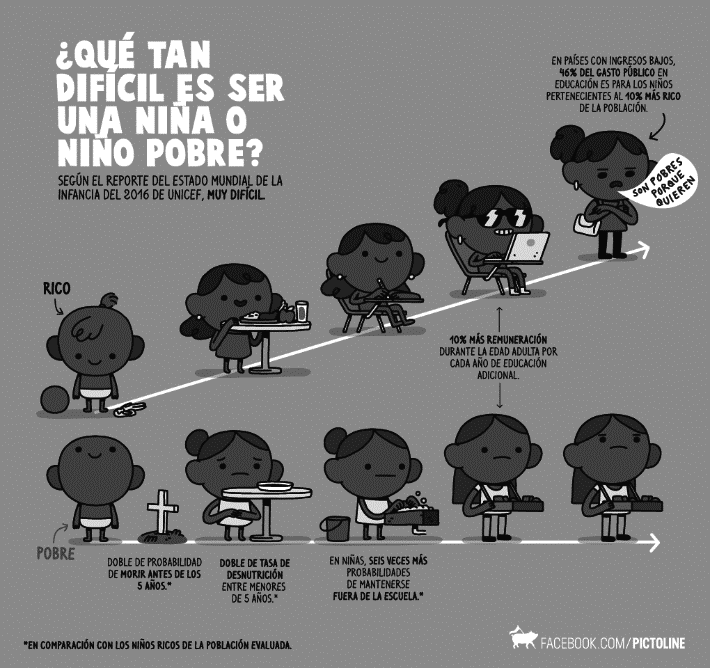 ¿QUÉ TAN
DIFÍCIL ES SER
UNA NIÑA O
NIÑO POBRE?
SEGÚN EL REPORTE DEL ESTADO MUNDIAL DE LA
INFANCIA DEL 2016 DE UNICEF, MUY DIFÍCIL.
EN PAÍSES CON INGRESOS BAJOS,
46% DEL GASTO PÚBLICO EN
EDUCACIÓN ES PARA LOS NIÑOS
PERTENECIENTES AL 10% MÁS RICO
DE LA POBLACIÓN.
SON POBRES
PORQUE
QUIEREN
RICO
10% MÁS REMUNERACIÓN
DURANTE LA EDAD ADULTA POR
CADA AÑO DE EDUCACIÓN
ADICIONAL.
POBRE
DOBLE DE PROBABILIDAD
DE MORIR ANTES DE LOS
5 AÑOS.*
DOBLE DE TASA DE
DESNUTRICIÓN
ENTRE MENORES
DE 5 AÑOS.*
EN NIÑAS, SEIS VECES MÁS
PROBABILIDADES
DE MANTENERSE
FUERA DE LA ESCUELA.*
*EN COMPARACIÓN CON LOS NIÑOS RICOS DE LA POBLACIÓN EVALUADA.
FACEBOOK.COM/PICTOLINE